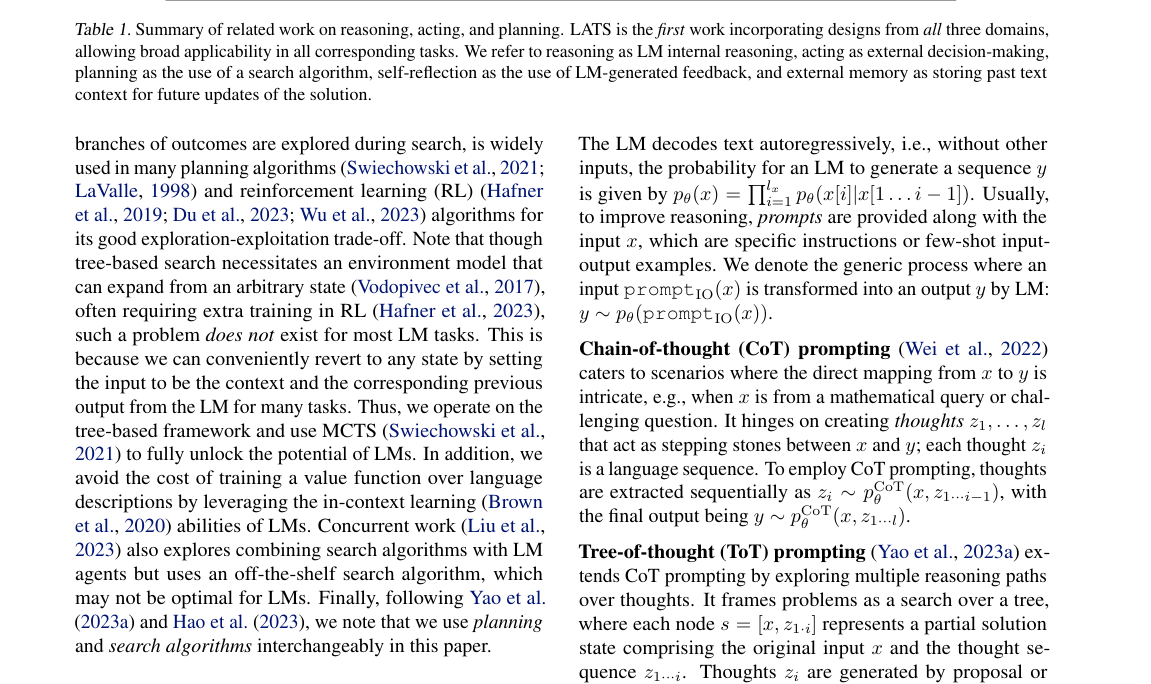 Table 1. Summary of related work on reasoning, acting, and planning. LATS is the first work incorporating designs from all three domains,
allowing broad applicability in all corresponding tasks. We refer to reasoning as LM internal reasoning, acting as external decision-making,
planning as the use of a search algorithm, self-reflection as the use of LM-generated feedback, and external memory as storing past text
context for future updates of the solution.
branches of outcomes are explored during search, is widely
used in many planning algorithms (Swiechowski et al., 2021;
LaValle, 1998) and reinforcement learning (RL) (Hafner
et al., 2019; Du et al., 2023; Wu et al., 2023) algorithms for
its good exploration-exploitation trade-off. Note that though
tree-based search necessitates an environment model that
can expand from an arbitrary state (Vodopivec et al., 2017),
often requiring extra training in RL (Hafner et al., 2023),
such a problem does not exist for most LM tasks. This is
because we can conveniently revert to any state by setting
the input to be the context and the corresponding previous
output from the LM for many tasks. Thus, we operate on the
tree-based framework and use MCTS (Swiechowski et al.,
2021) to fully unlock the potential of LMs. In addition, we
avoid the cost of training a value function over language
descriptions by leveraging the in-context learning (Brown
et al., 2020) abilities of LMs. Concurrent work (Liu et al.,
2023) also explores combining search algorithms with LM
agents but uses an off-the-shelf search algorithm, which
may not be optimal for LMs. Finally, following Yao et al.
(2023a) and Hao et al. (2023), we note that we use planning
and search algorithms interchangeably in this paper.
The LM decodes text autoregressively, i.e., without other
inputs, the probability for an LM to generate a sequence y
is given by pθ(x) = ∏_{i=1}^{l_x} pθ(x[i]|x[1 . . . i − 1]). Usually,
to improve reasoning, prompts are provided along with the
input x, which are specific instructions or few-shot input-
output examples. We denote the generic process where an
input prompt_IO(x) is transformed into an output y by LM:
y ∼ pθ(prompt_IO(x)).
Chain-of-thought (CoT) prompting (Wei et al., 2022)
caters to scenarios where the direct mapping from x to y is
intricate, e.g., when x is from a mathematical query or chal-
lenging question. It hinges on creating thoughts z_1, . . . , z_l
that act as stepping stones between x and y; each thought z_i
is a language sequence. To employ CoT prompting, thoughts
are extracted sequentially as z_i ∼ p_θ^CoT(x, z_{1···i−1}), with
the final output being y ∼ p_θ^CoT(x, z_{1···l}).
Tree-of-thought (ToT) prompting (Yao et al., 2023a) ex-
tends CoT prompting by exploring multiple reasoning paths
over thoughts. It frames problems as a search over a tree,
where each node s = [x, z_{1·i}] represents a partial solution
state comprising the original input x and the thought se-
quence z_{1···i}. Thoughts z_i are generated by proposal or